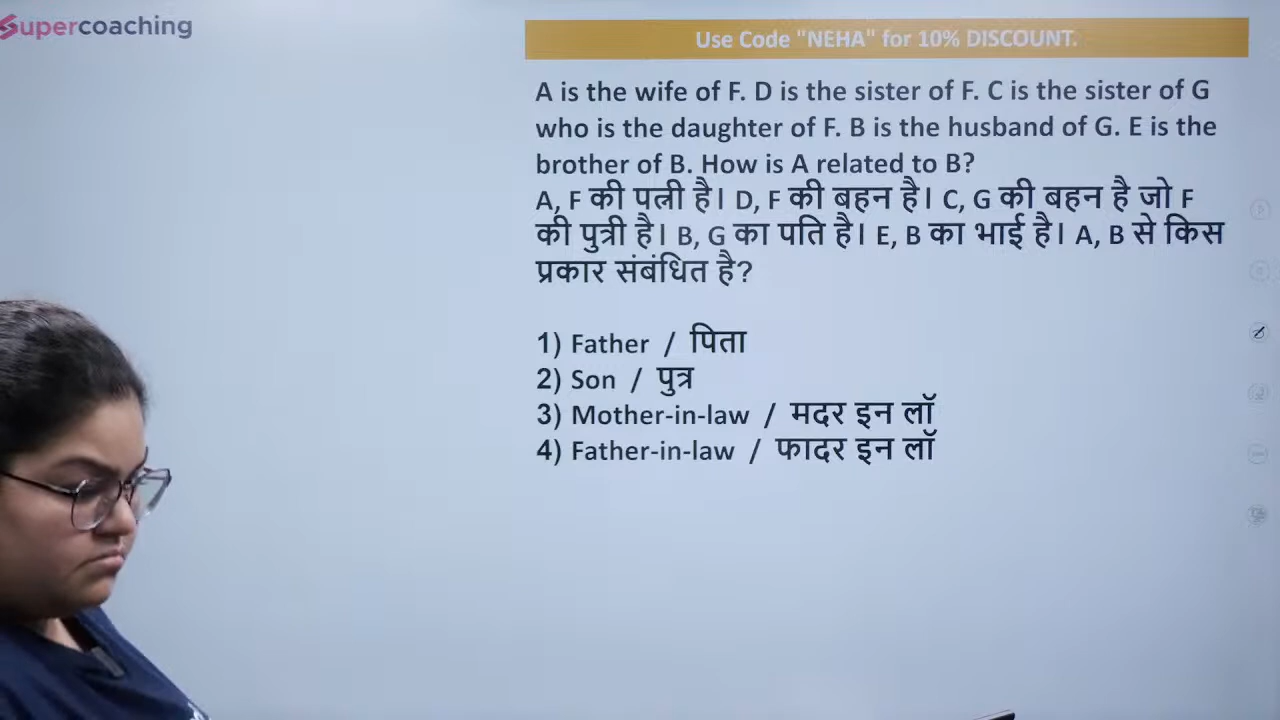 Supercoaching
Use Code "NEHA" for 10% DISCOUNT.
A is the wife of F. D is the sister of F. C is the sister of G
who is the daughter of F. B is the husband of G. E is the
brother of B. How is A related to B?
A, F की पत्नी है। D, F की बहन है। C, G की बहन है जो F
की पुत्री है। B, G का पति है। E, B का भाई है। A, B से किस
प्रकार संबंधित है?
1) Father / पिता
2) Son / पुत्र
3) Mother-in-law / मदर इन लॉ
4) Father-in-law / फादर इन लॉ